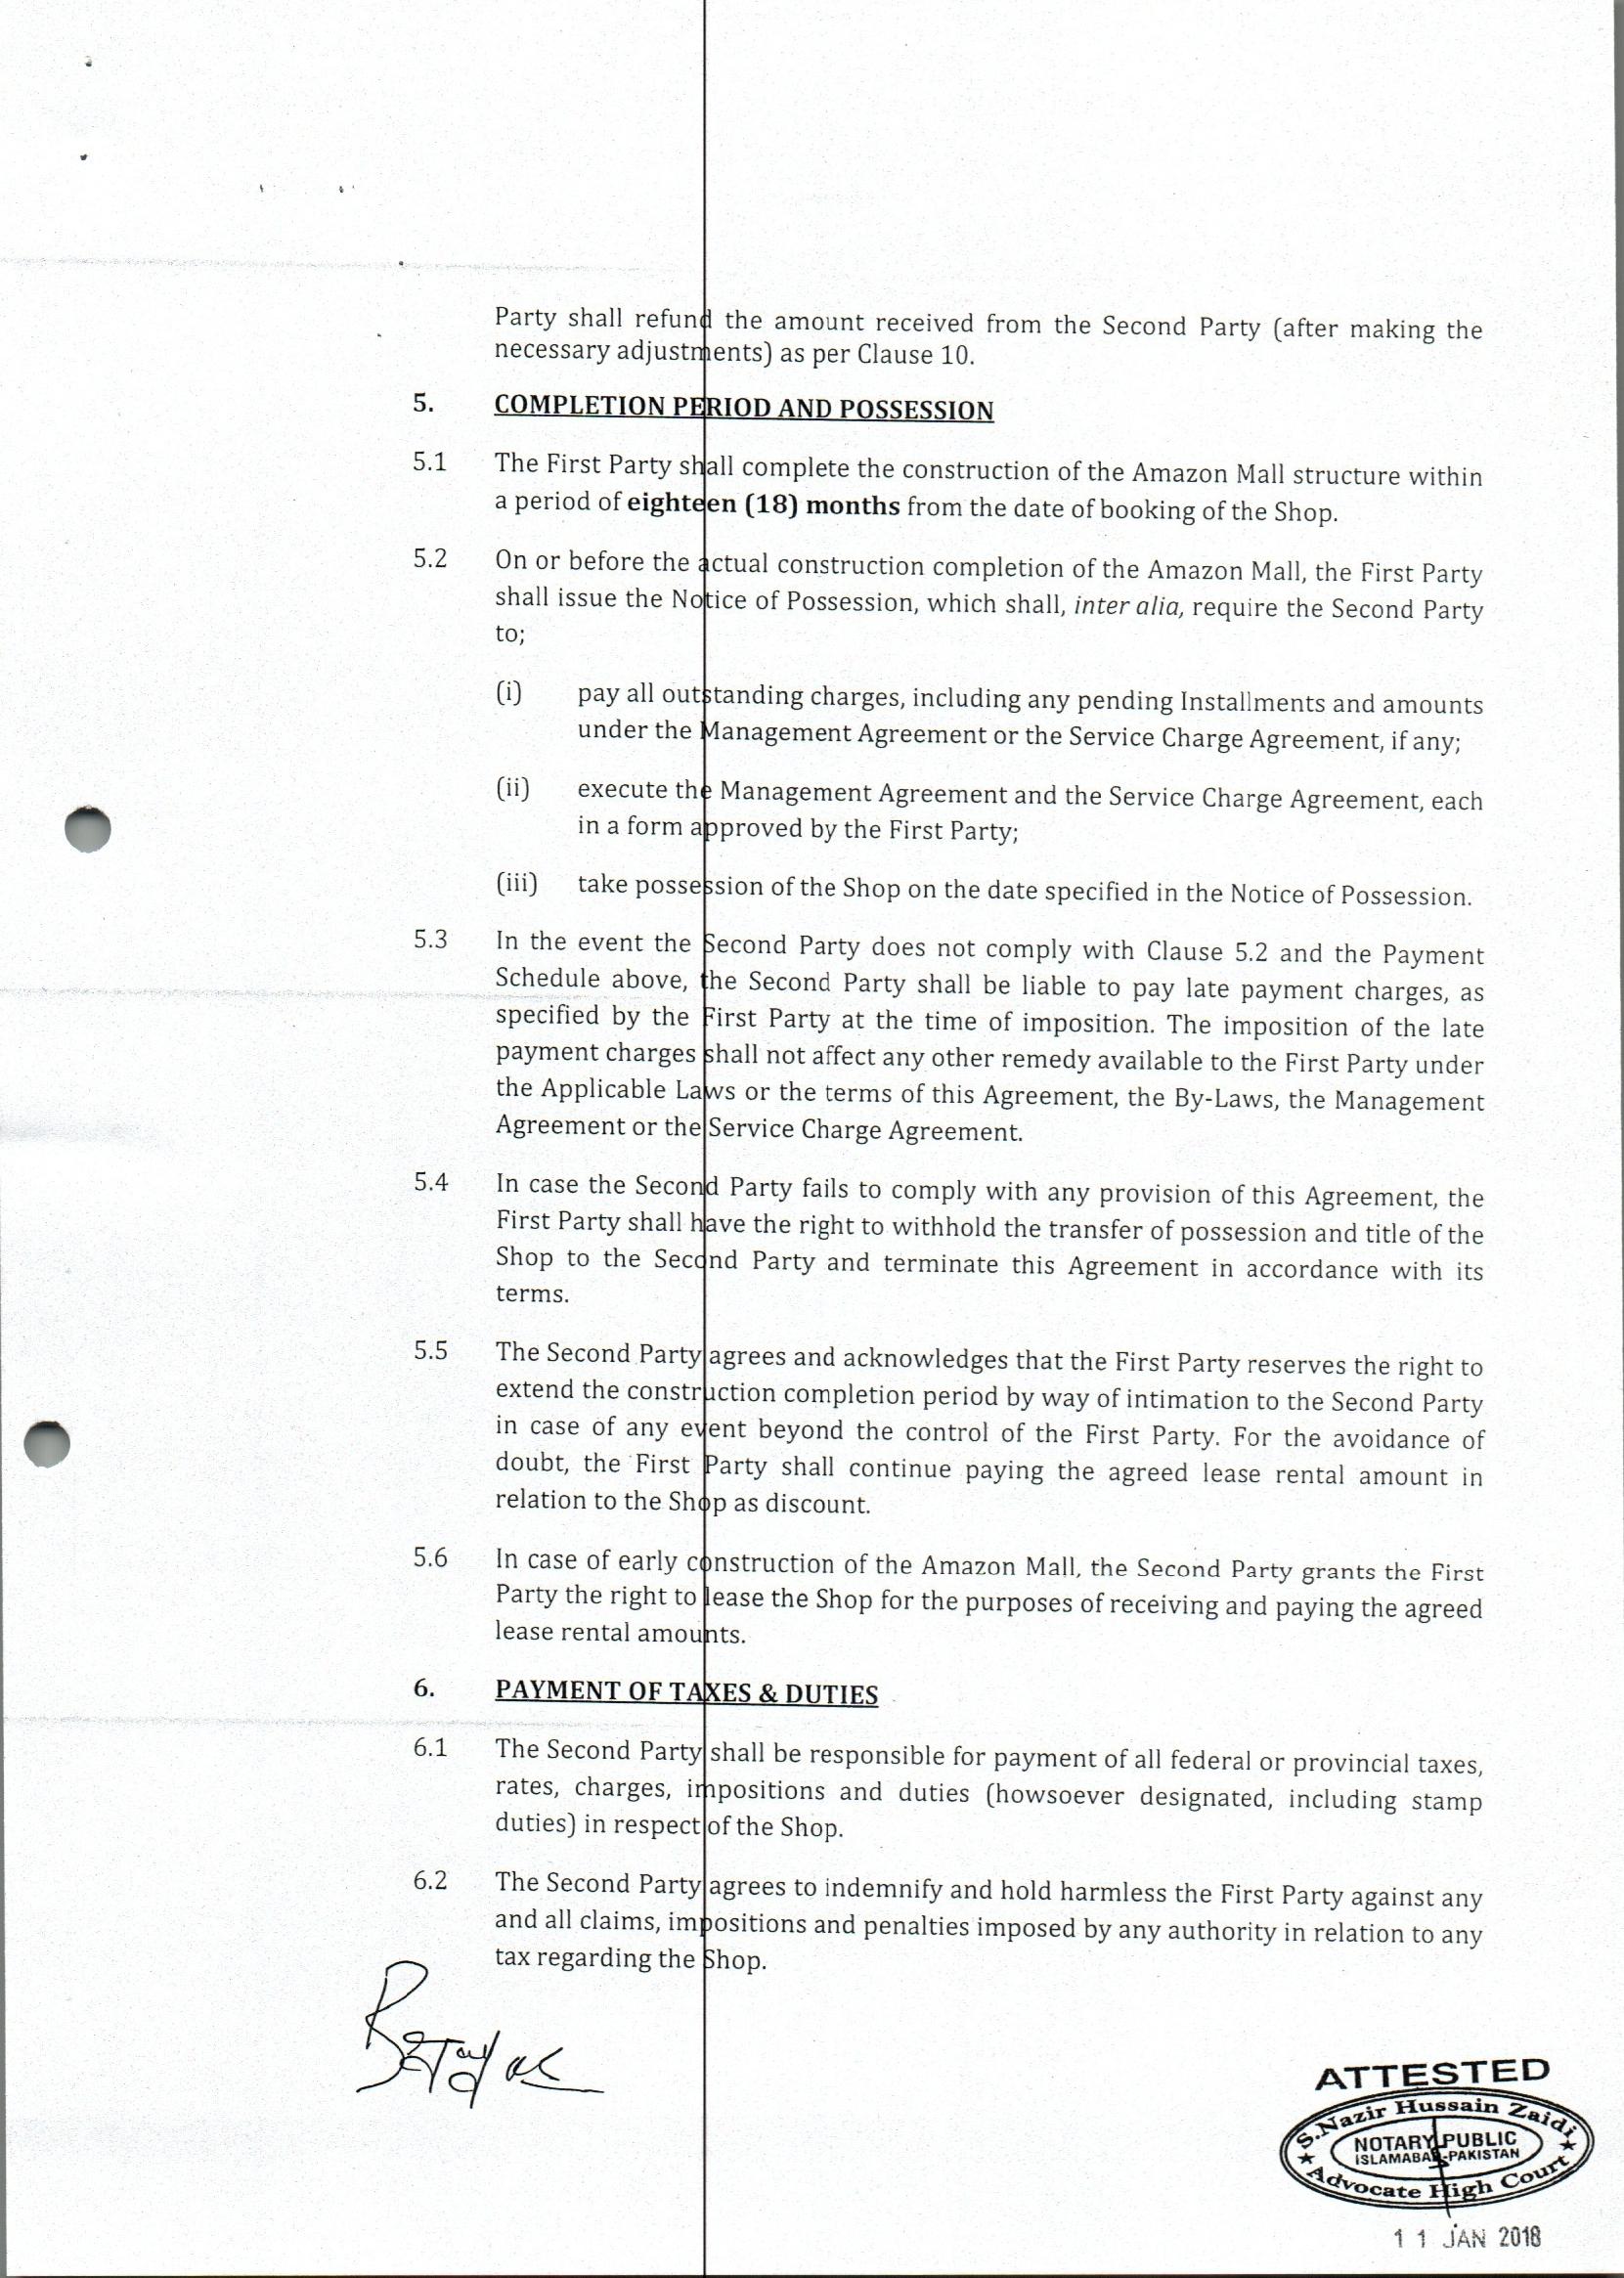 Party shall refund the amount received from the Second Party (after making the
necessary adjustments) as per Clause 10.
5. COMPLETION PERIOD AND POSSESSION
5.1 The First Party shall complete the construction of the Amazon Mall structure within
a period of eighteen (18) months from the date of booking of the Shop.
5.2 On or before the actual construction completion of the Amazon Mall, the First Party
shall issue the Notice of Possession, which shall, inter alia, require the Second Party
to;
(i) pay all outstanding charges, including any pending Installments and amounts
under the Management Agreement or the Service Charge Agreement, if any;
(ii) execute the Management Agreement and the Service Charge Agreement, each
in a form approved by the First Party;
(iii) take possession of the Shop on the date specified in the Notice of Possession.
5.3 In the event the Second Party does not comply with Clause 5.2 and the Payment
Schedule above, the Second Party shall be liable to pay late payment charges, as
specified by the First Party at the time of imposition. The imposition of the late
payment charges shall not affect any other remedy available to the First Party under
the Applicable Laws or the terms of this Agreement, the By-Laws, the Management
Agreement or the Service Charge Agreement.
5.4 In case the Second Party fails to comply with any provision of this Agreement, the
First Party shall have the right to withhold the transfer of possession and title of the
Shop to the Second Party and terminate this Agreement in accordance with its
terms.
5.5 The Second Party agrees and acknowledges that the First Party reserves the right to
extend the construction completion period by way of intimation to the Second Party
in case of any event beyond the control of the First Party. For the avoidance of
doubt, the First Party shall continue paying the agreed lease rental amount in
relation to the Shop as discount.
5.6 In case of early construction of the Amazon Mall, the Second Party grants the First
Party the right to lease the Shop for the purposes of receiving and paying the agreed
lease rental amounts.
6. PAYMENT OF TAXES & DUTIES
6.1 The Second Party shall be responsible for payment of all federal or provincial taxes,
rates, charges, impositions and duties (howsoever designated, including stamp
duties) in respect of the Shop.
6.2 The Second Party agrees to indemnify and hold harmless the First Party against any
and all claims, impositions and penalties imposed by any authority in relation to any
tax regarding the Shop.
ATTESTED
S.Nazir Hussain Zaidi
NOTARY PUBLIC
ISLAMABAD-PAKISTAN
Advocate High Court
11 JAN 2018